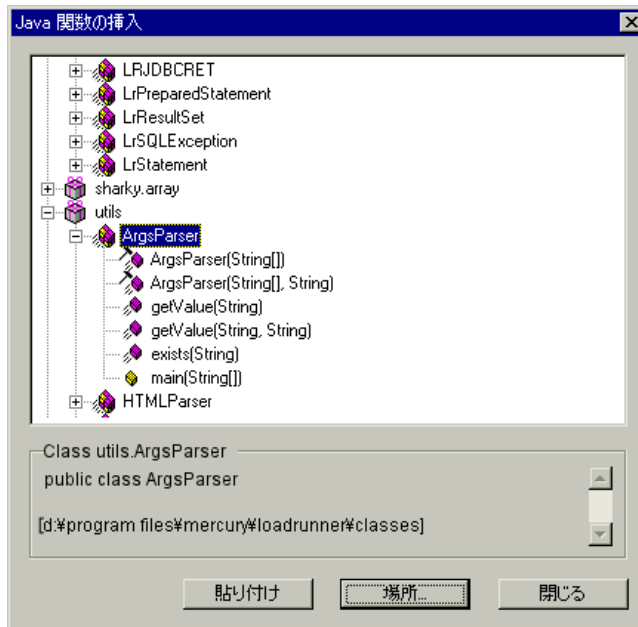 Java 関数の挿入
LRJDBCRET
LrPreparedStatement
LrResultSet
LrSQLException
LrStatement
sharky.array
utils
ArgsParser
ArgsParser(String[])
ArgsParser(String[], String)
getValue(String)
getValue(String, String)
exists(String)
main(String[])
HTMLParser
Class utils.ArgsParser
public class ArgsParser
[d:¥program files¥mercury¥loadrunner¥classes]
貼り付け
場所...
閉じる